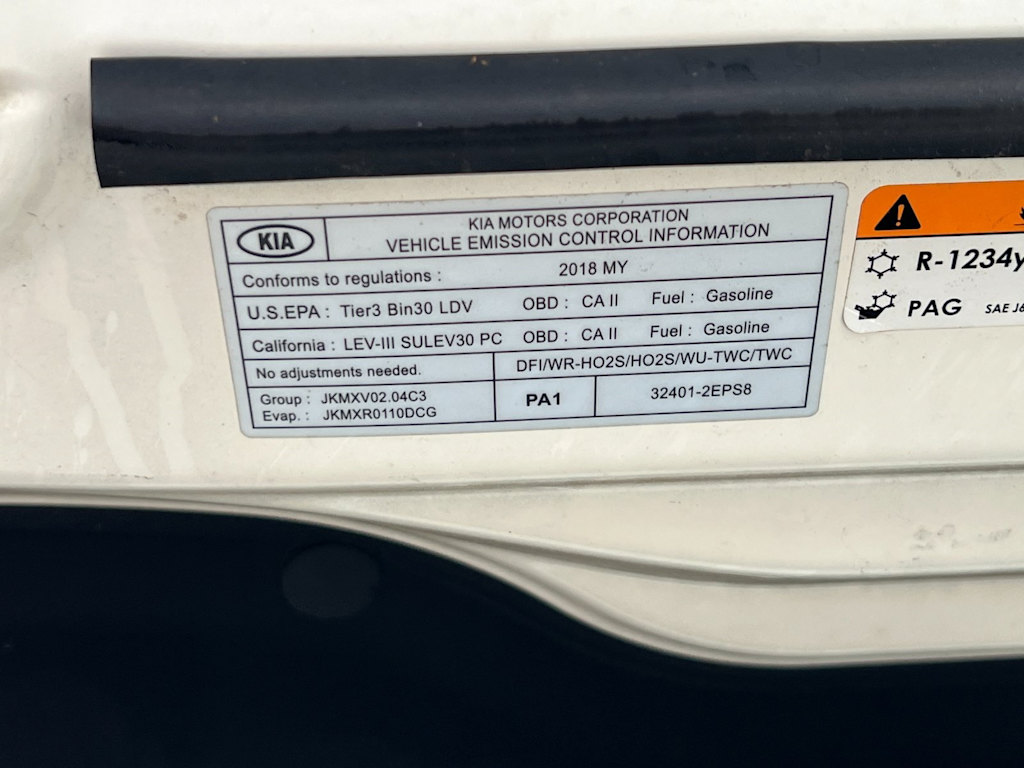 KIA
KIA MOTORS CORPORATION
VEHICLE EMISSION CONTROL INFORMATION
Conforms to regulations : 2018 MY
U.S.EPA : Tier3 Bin30 LDV OBD : CA II Fuel : Gasoline
California : LEV-III SULEV30 PC OBD : CA II Fuel : Gasoline
No adjustments needed. DFI/WR-HO2S/HO2S/WU-TWC/TWC
Group : JKMXV02.04C3
Evap. : JKMXR0110DCG
PA1
32401-2EPS8
R-1234y
PAG SAE J6